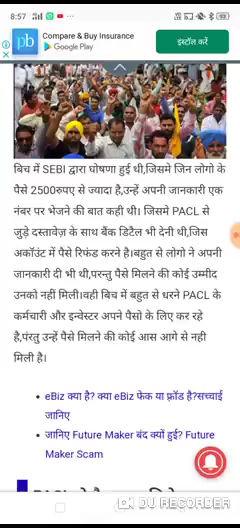 8:57
Compare & Buy Insurance
Google Play
इंस्टॉल करें
pb
बिच में SEBI द्वारा घोषणा हुई थी,जिसमे जिन लोगो के
पैसे 2500रुपए से ज्यादा है,उन्हें अपनी जानकारी एक
नंबर पर भेजने की बात कही थी। जिसमे PACL से
जुड़े दस्तावेज़ के साथ बैंक डिटैल भी देनी थी,जिस
अकॉउंट में पैसे रिफंड करने है।बहुत से लोगो ने अपनी
जानकारी दी भी थी,परन्तु पैसे मिलने की कोई उम्मीद
उनको नहीं मिली।वही बिच में बहुत से धरने PACL के
कर्मचारी और इन्वेस्टर अपने पैसो के लिए कर रहे
है,पंरतु उन्हें पैसे मिलने की कोई आस आगे से नही
मिली है।
eBiz क्या है? क्या eBiz फेक या फ़्रॉड है?सच्चाई
जानिए
जानिए Future Maker बंद क्यों हुई? Future
Maker Scam
DU RECORDER